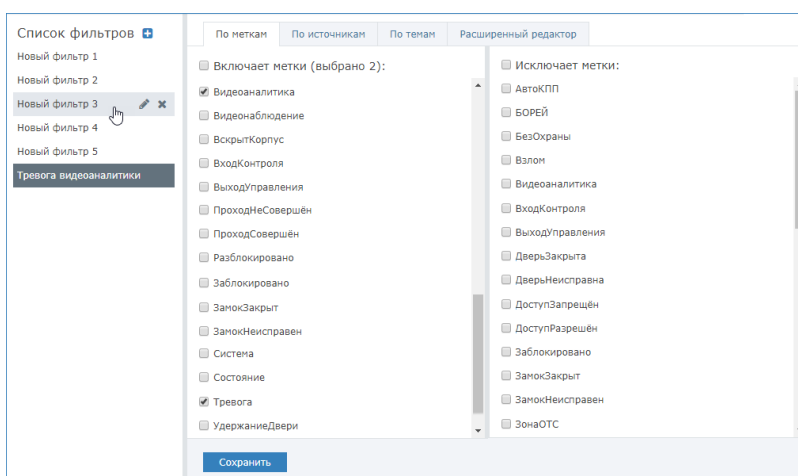 Список фильтров
Новый фильтр 1
Новый фильтр 2
Новый фильтр 3
Новый фильтр 4
Новый фильтр 5
Тревога видеоаналитики
По меткам
По источникам
По темам
Расширенный редактор
Включает метки (выбрано 2):
Видеоаналитика
Видеонаблюдение
ВскрытКорпус
ВходКонтроля
ВыходУправления
ПроходНеСовершён
ПроходСовершён
Разблокировано
Заблокировано
ЗамокЗакрыт
ЗамокНеисправен
Система
Состояние
Тревога
УдержаниеДвери
Исключает метки:
АвтоКПП
БОРЕЙ
БезОхраны
Взлом
Видеоаналитика
ВходКонтроля
ВыходУправления
ДверьЗакрыта
ДверьНеисправна
ДоступЗапрещён
ДоступРазрешён
Заблокировано
ЗамокЗакрыт
ЗамокНеисправен
ЗонаОТС
Сохранить